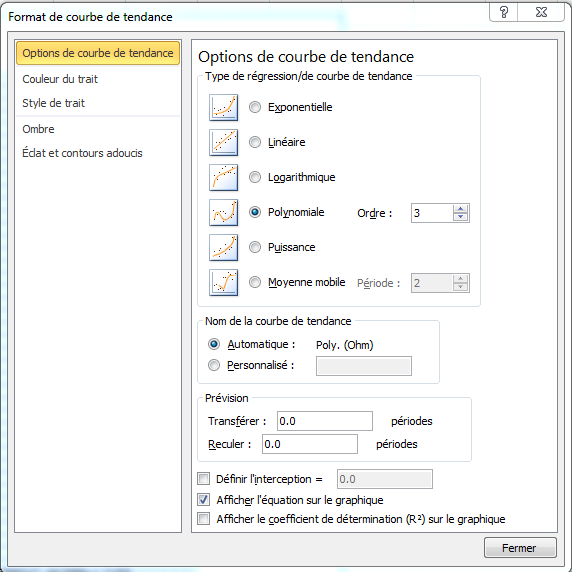 Format de courbe de tendance
Options de courbe de tendance
Couleur du trait
Style de trait
Ombre
Éclat et contours adoucis
Options de courbe de tendance
Type de régression/de courbe de tendance
Exponentielle
Linéaire
Logarithmique
Polynomiale Ordre : 3
Puissance
Moyenne mobile Période : 2
Nom de la courbe de tendance
Automatique : Poly. (Ohm)
Personnalisé :
Prévision
Transférer : 0.0 périodes
Reculer : 0.0 périodes
Définir l'interception = 0.0
Afficher l'équation sur le graphique
Afficher le coefficient de détermination (R²) sur le graphique
Fermer